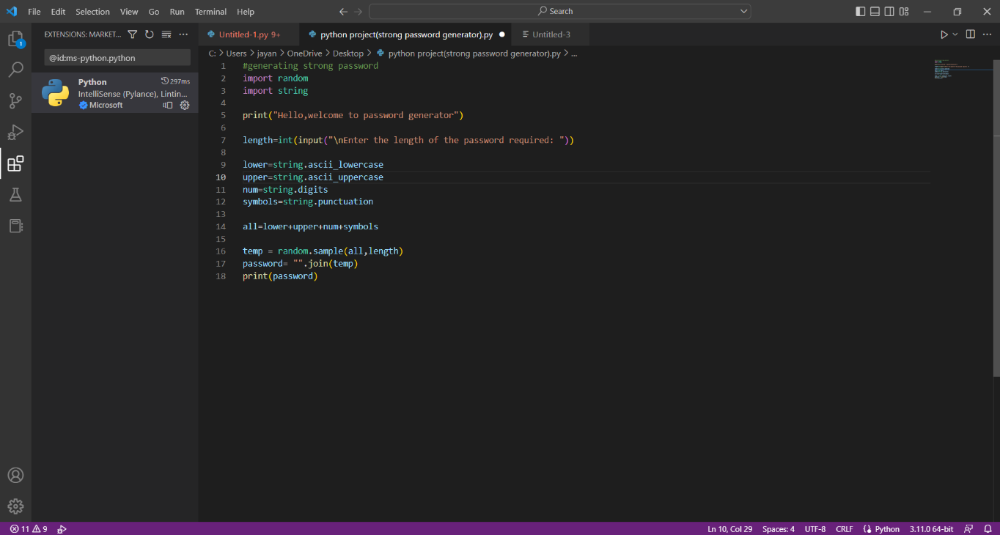 File Edit Selection View Go Run Terminal Help Search
EXTENSIONS: MARKET... Untitled-1.py 9+ python project(strong password generator).py Untitled-3
@id:ms-python.python
C: > Users > jayan > OneDrive > Desktop > python project(strong password generator).py > ...
1
Python 297ms
IntelliSense (Pylance), Lintin...
Microsoft
1 #generating strong password
2 import random
3 import string
4
5 print("Hello,welcome to password generator")
6
7 length=int(input("\nEnter the length of the password required: "))
8
9 lower=string.ascii_lowercase
10 upper=string.ascii_uppercase
11 num=string.digits
12 symbols=string.punctuation
13
14 all=lower+upper+num+symbols
15
16 temp = random.sample(all,length)
17 password= "".join(temp)
18 print(password)
11 9 Ln 10, Col 29 Spaces: 4 UTF-8 CRLF Python 3.11.0 64-bit